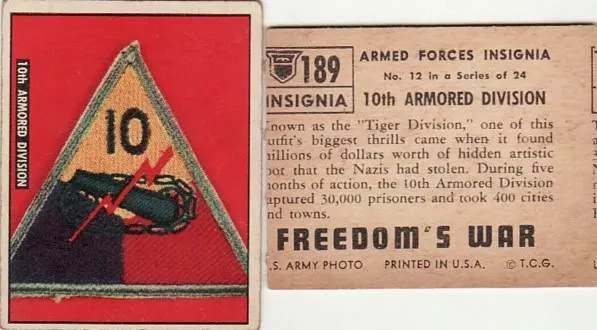 10th ARMORED DIVISION
10
189
INSIGNIA
ARMED FORCES INSIGNIA
No. 12 in a Series of 24
10th ARMORED DIVISION
nown as the "Tiger Division," one of this
utfit's biggest thrills came when it found
illions of dollars worth of hidden artistic
oot that the Nazis had stolen. During five
onths of action, the 10th Armored Division
aptured 30,000 prisoners and took 400 cities
nd towns.
FREEDOM'S WAR
.S. ARMY PHOTO PRINTED IN U.S.A. © T.C.G.